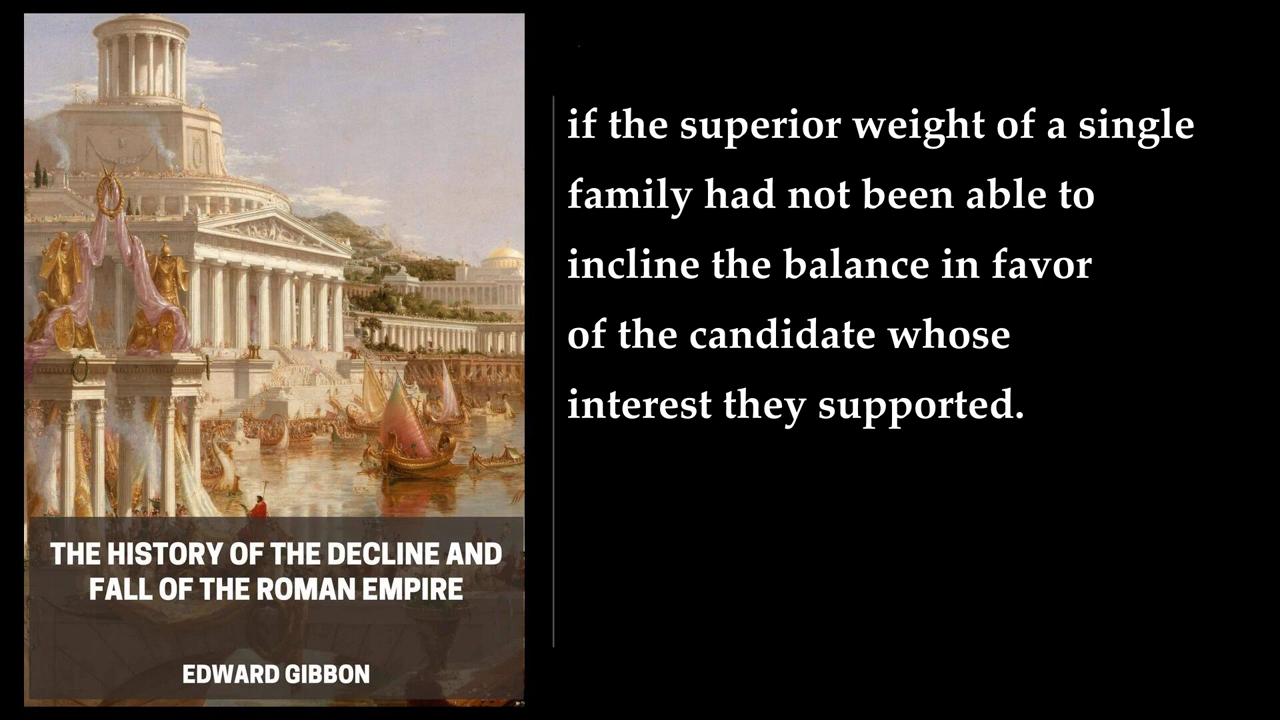 if the superior weight of a single
family had not been able to
incline the balance in favor
of the candidate whose
interest they supported.
THE HISTORY OF THE DECLINE AND
FALL OF THE ROMAN EMPIRE
EDWARD GIBBON